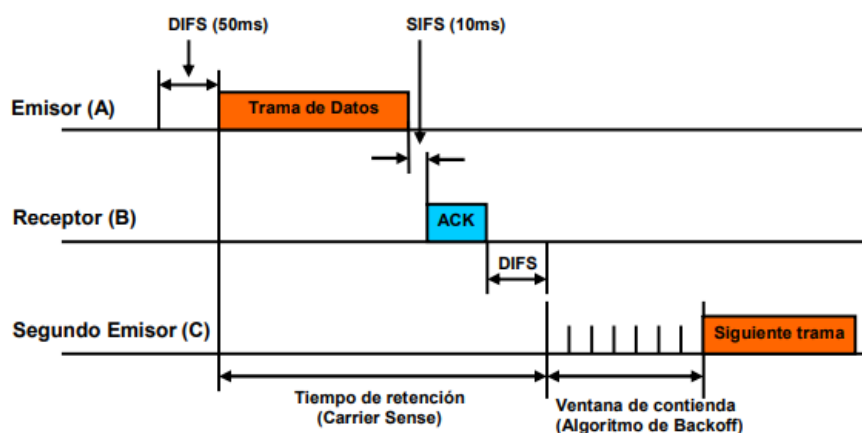 DIFS (50ms)
SIFS (10ms)
Emisor (A)
Trama de Datos
Receptor (B)
ACK
DIFS
Segundo Emisor (C)
Siguiente trama
Tiempo de retención
(Carrier Sense)
Ventana de contienda
(Algoritmo de Backoff)